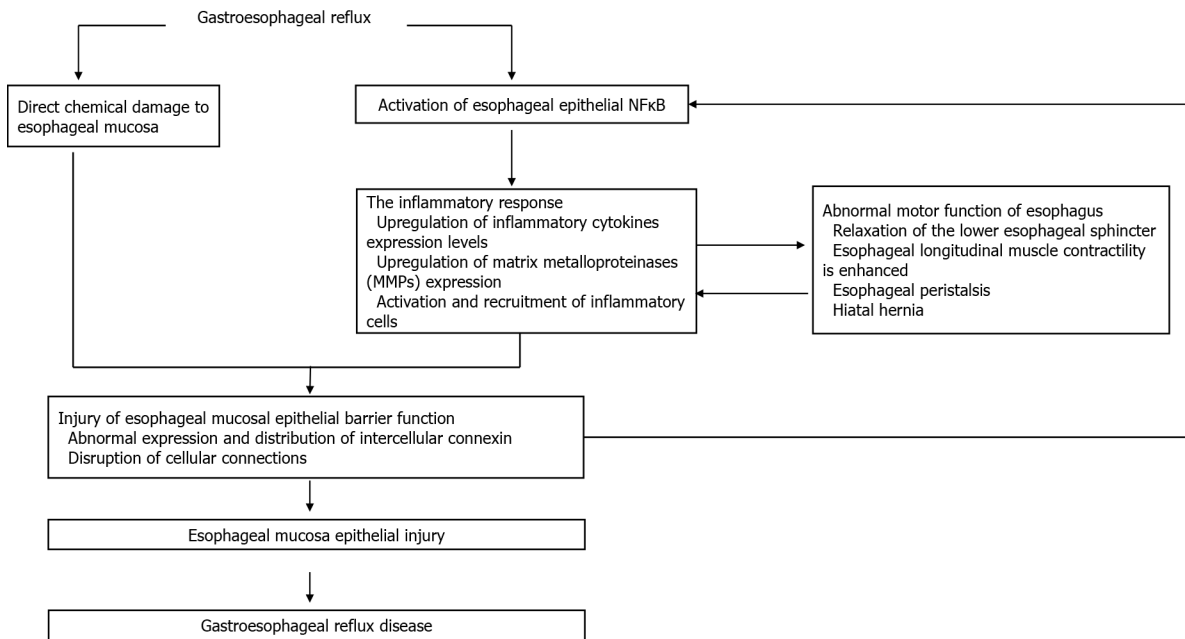 Gastroesophageal reflux
Direct chemical damage to
esophageal mucosa
Activation of esophageal epithelial NFκB
The inflammatory response
Upregulation of inflammatory cytokines
expression levels
Upregulation of matrix metalloproteinases
(MMPs) expression
Activation and recruitment of inflammatory
cells
Abnormal motor function of esophagus
Relaxation of the lower esophageal sphincter
Esophageal longitudinal muscle contractility
is enhanced
Esophageal peristalsis
Hiatal hernia
Injury of esophageal mucosal epithelial barrier function
Abnormal expression and distribution of intercellular connexin
Disruption of cellular connections
Esophageal mucosa epithelial injury
Gastroesophageal reflux disease